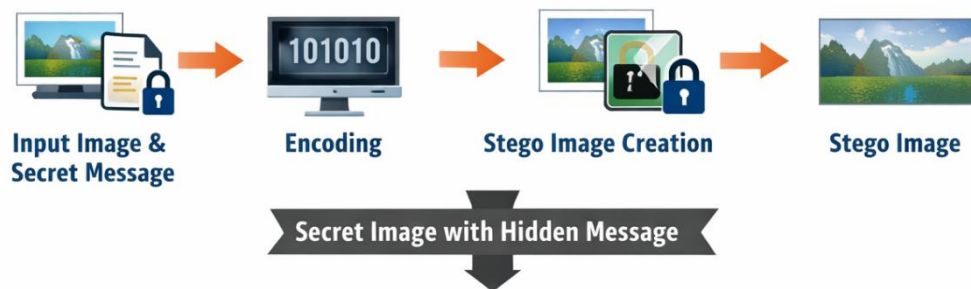 101010
Input Image &
Secret Message
Encoding
Stego Image Creation
Stego Image
Secret Image with Hidden Message